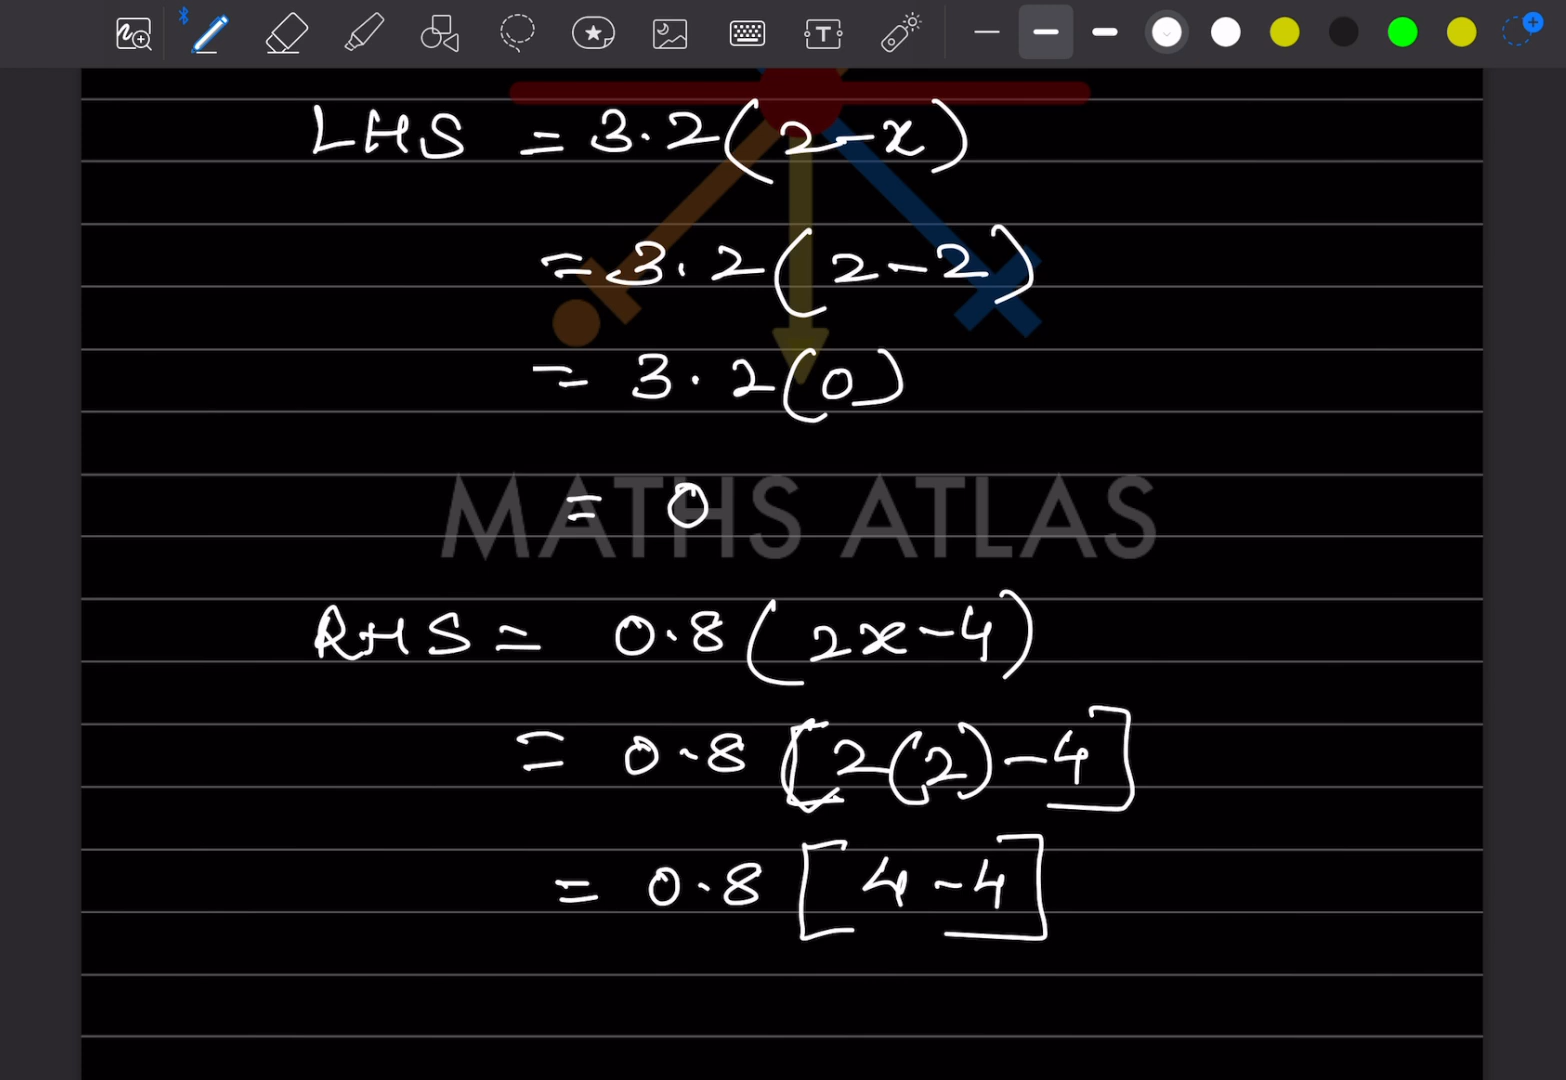 LHS = 3.2(2-x)
= 3.2(2-2)
= 3.2(0)
= 0
MATHS ATLAS
RHS = 0.8(2x-4)
= 0.8[2(2)-4]
= 0.8[4-4]